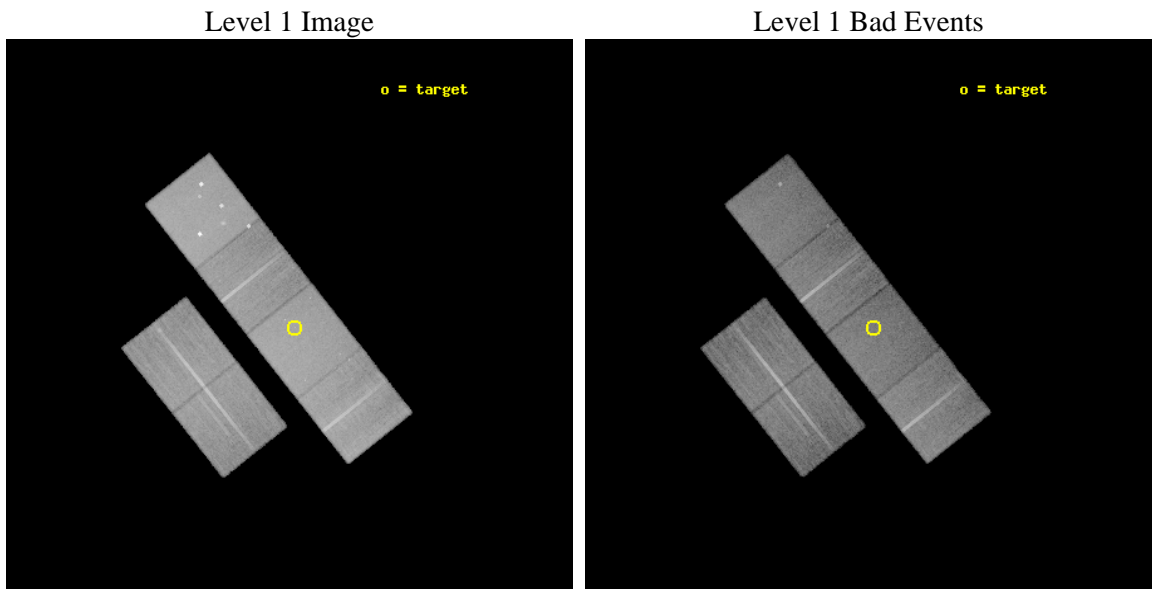 Level 1 Image
Level 1 Bad Events
o = target
o = target